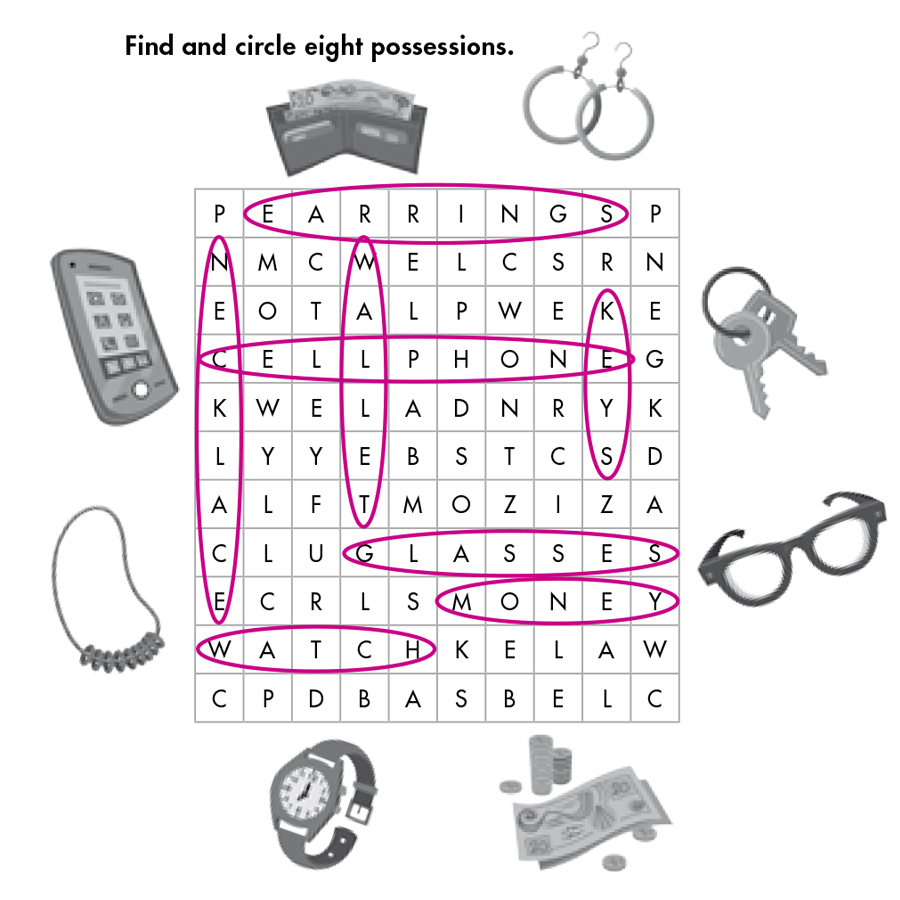 Find and circle eight possessions.
P E A R R I N G S P
N M C W E L C S R N
E O T A L P W E K E
C E L L P H O N E G
K W E L A D N R Y K
L Y Y E B S T C S D
A L F T M O Z I Z A
C L U G L A S S E S
E C R L S M O N E Y
W A T C H K E L A W
C P D B A S B E L C